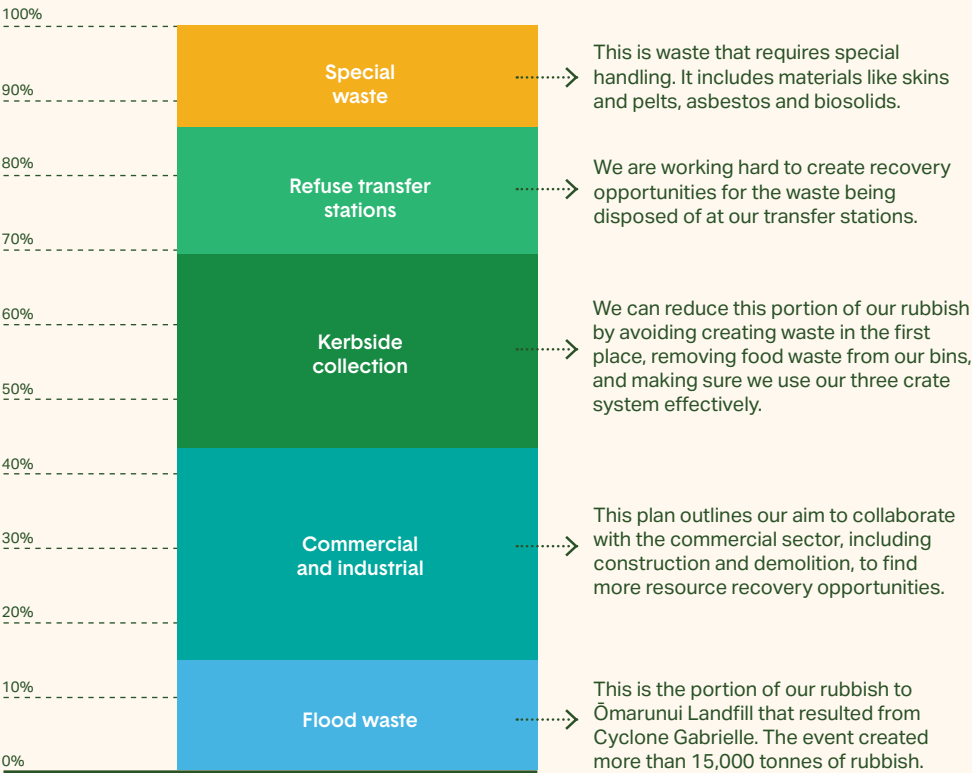 100%
90%
80%
70%
60%
50%
40%
30%
20%
10%
0%
Special
waste
This is waste that requires special
handling. It includes materials like skins
and pelts, asbestos and biosolids.
Refuse transfer
stations
We are working hard to create recovery
opportunities for the waste being
disposed of at our transfer stations.
Kerbside
collection
We can reduce this portion of our rubbish
by avoiding creating waste in the first
place, removing food waste from our bins,
and making sure we use our three crate
system effectively.
Commercial
and industrial
This plan outlines our aim to collaborate
with the commercial sector, including
construction and demolition, to find
more resource recovery opportunities.
Flood waste
This is the portion of our rubbish to
Ōmarunui Landfill that resulted from
Cyclone Gabrielle. The event created
more than 15,000 tonnes of rubbish.